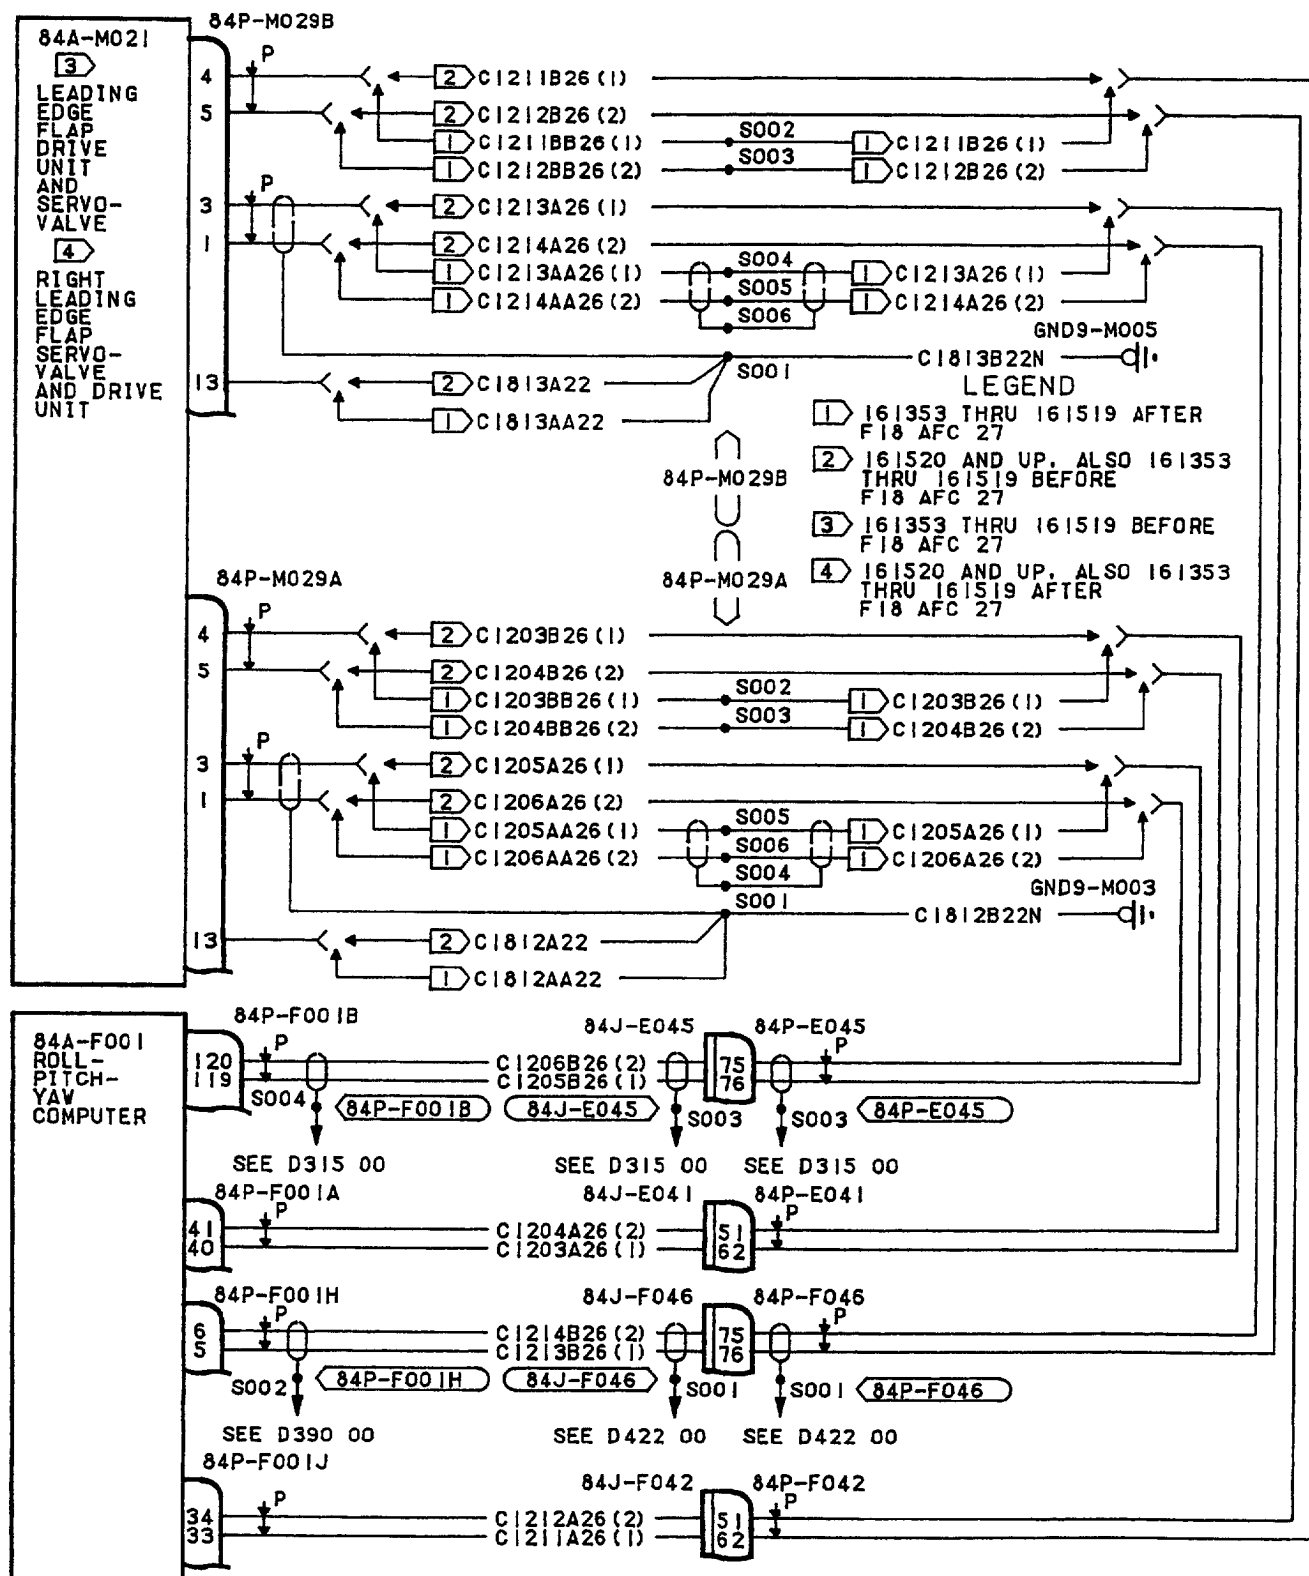 84P-M029B
84A-M021
3
LEADING
EDGE
FLAP
DRIVE
UNIT
AND
SERVO-
VALVE
4
RIGHT
LEADING
EDGE
FLAP
SERVO-
VALVE
AND DRIVE
UNIT
P
4
2 C1211B26(1)
5
2 C1212B26(2)
1 C1211BB26(1) S002 1 C1211B26(1)
1 C1212BB26(2) S003 1 C1212B26(2)
P
3
2 C1213A26(1)
1
2 C1214A26(2)
1 C1213AA26(1) S004 1 C1213A26(1)
1 C1214AA26(2) S005 1 C1214A26(2)
S006
GND9-M005
S001 C1813B22N
13
2 C1813A22
1 C1813AA22
LEGEND
1 161353 THRU 161519 AFTER
F18 AFC 27
2 161520 AND UP, ALSO 161353
THRU 161519 BEFORE
F18 AFC 27
3 161353 THRU 161519 BEFORE
F18 AFC 27
4 161520 AND UP, ALSO 161353
THRU 161519 AFTER
F18 AFC 27
84P-M029B
84P-M029A
84P-M029A
P
4
2 C1203B26(1)
5
2 C1204B26(2)
1 C1203BB26(1) S002 1 C1203B26(1)
1 C1204BB26(2) S003 1 C1204B26(2)
P
3
2 C1205A26(1)
1
2 C1206A26(2)
1 C1205AA26(1) S005 1 C1205A26(1)
1 C1206AA26(2) S006 1 C1206A26(2)
S004
GND9-M003
S001 C1812B22N
13
2 C1812A22
1 C1812AA22
84A-F001
ROLL-
PITCH-
YAW
COMPUTER
84P-F001B 84J-E045 84P-E045
P P
120 C1206B26(2) 75
119 C1205B26(1) 76
S004 84P-F001B 84J-E045 S003 S003 84P-E045
SEE D315 00 SEE D315 00 SEE D315 00
84P-F001A 84J-E041 84P-E041
P P
41 C1204A26(2) 51
40 C1203A26(1) 62
84P-F001H 84J-F046 84P-F046
P P
6 C1214B26(2) 75
5 C1213B26(1) 76
S002 84P-F001H 84J-F046 S001 S001 84P-F046
SEE D390 00 SEE D422 00 SEE D422 00
84P-F001J 84J-F042 84P-F042
P P
34 C1212A26(2) 51
33 C1211A26(1) 62